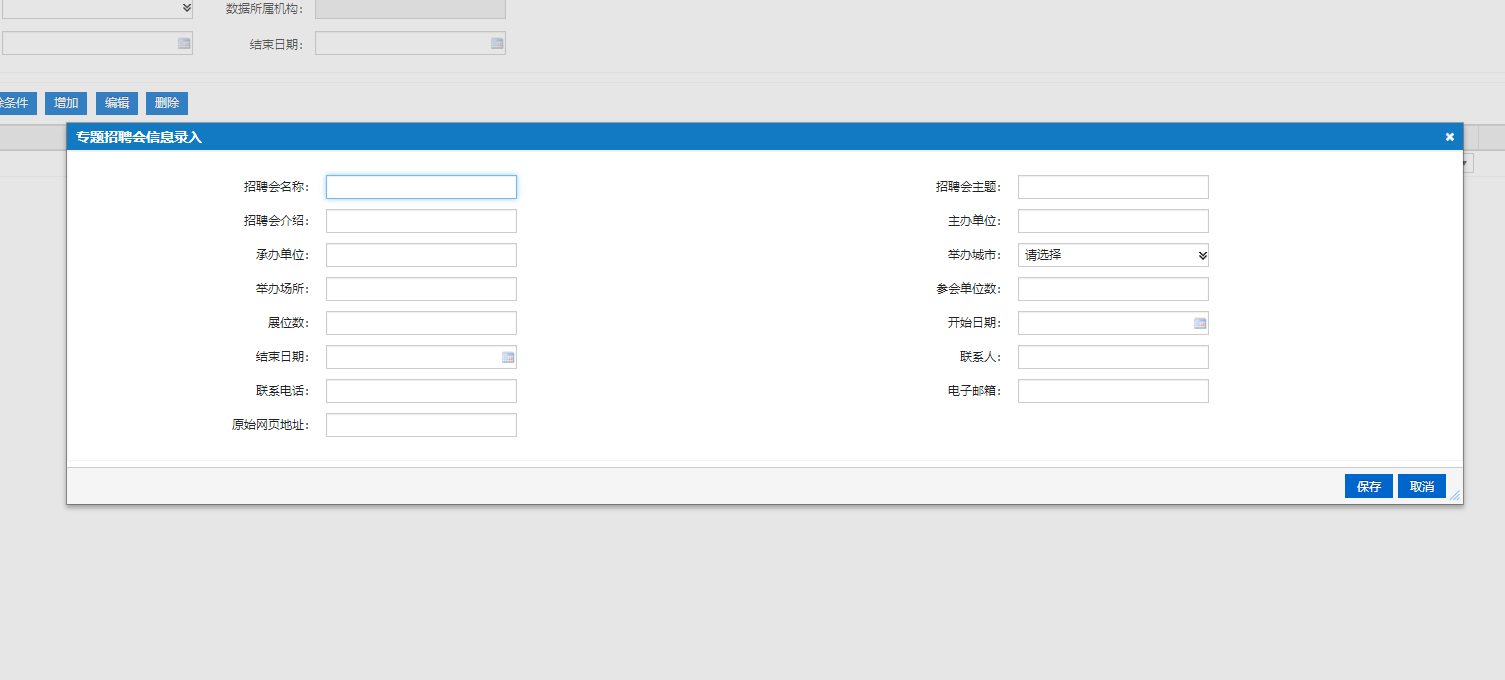 数据所属机构:
结束日期:
条件 增加 编辑 删除
专题招聘会信息录入
招聘会名称: 招聘会主题:
招聘会介绍: 主办单位:
承办单位: 举办城市: 请选择
举办场所: 参会单位数:
展位数: 开始日期:
结束日期: 联系人:
联系电话: 电子邮箱:
原始网页地址:
保存 取消